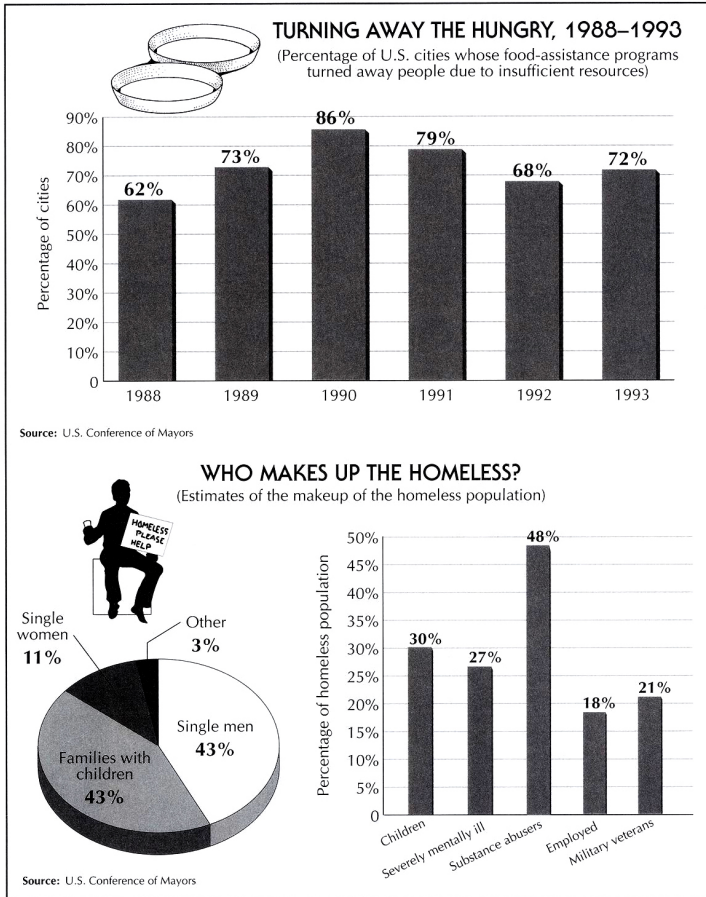 TURNING AWAY THE HUNGRY, 1988–1993
(Percentage of U.S. cities whose food-assistance programs
turned away people due to insufficient resources)
Percentage of cities
90%
80%
70%
60%
50%
40%
30%
20%
10%
0
62%
73%
86%
79%
68%
72%
1988
1989
1990
1991
1992
1993
Source: U.S. Conference of Mayors
WHO MAKES UP THE HOMELESS?
(Estimates of the makeup of the homeless population)
HOMELESS
PLEASE
HELP
Single
women
11%
Other
3%
Single men
43%
Families with
children
43%
Percentage of homeless population
50%
45%
40%
35%
30%
25%
20%
15%
10%
5%
0
30%
27%
48%
18%
21%
Children
Severely mentally ill
Substance abusers
Employed
Military veterans
Source: U.S. Conference of Mayors